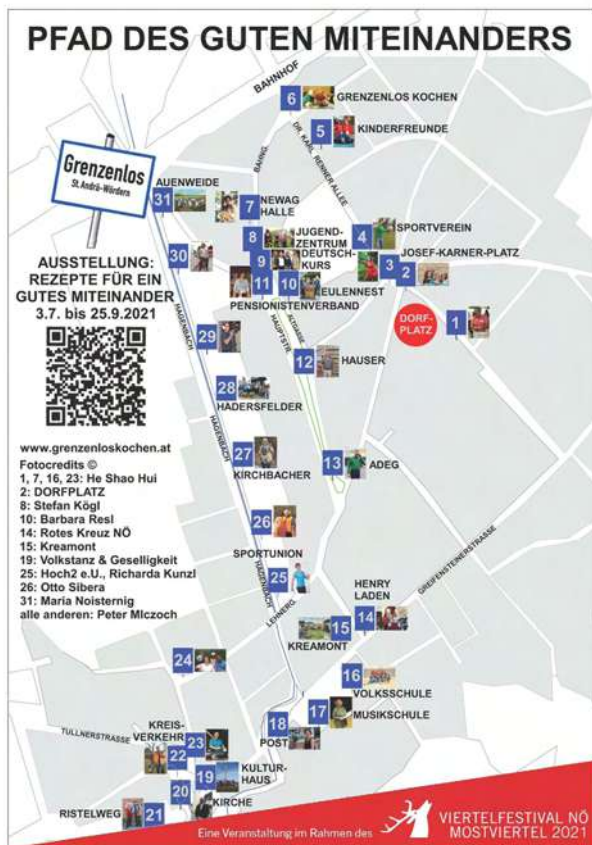 PFAD DES GUTEN MITEINANDERS
BAHNHOF
6 GRENZENLOS KOCHEN
5 KINDERFREUNDE
DR. KARL RENNER ALLEE
BAHNG.
Grenzenlos
St. Andrä-Wördern
AUENWEIDE
31
7 NEWAG
HALLE
8 JUGEND-
ZENTRUM
4 SPORTVEREIN
9 DEUTSCH-
KURS
3 2 JOSEF-KARNER-PLATZ
30
11 10 EULENNEST
PENSIONISTENVERBAND
AUSSTELLUNG:
REZEPTE FÜR EIN
GUTES MITEINANDER
3.7. bis 25.9.2021
HAGENBACH
HAUPTSTR.
ALTGASSE
DORF-
PLATZ
1
29
12 HAUSER
28
HADERSFELDER
HAGENBACH
27
KIRCHBACHER
13 ADEG
www.grenzenloskochen.at
Fotocredits ©
1, 7, 16, 23: He Shao Hui
2: DORFPLATZ
8: Stefan Kögl
10: Barbara Resl
14: Rotes Kreuz NÖ
15: Kreamont
19: Volkstanz & Geselligkeit
25: Hoch2 e.U., Richarda Kunzl
26: Otto Sibera
31: Maria Noisternig
alle anderen: Peter MIczoch
26
SPORTUNION
25
HAGENBACH
LEHNERG.
GREIFENSTEINERSTRASSE
HENRY
LADEN
14
15
KREAMONT
24
16
VOLKSSCHULE
17
MUSIKSCHULE
18
POST
TULLNERSTRASSE
KREIS-
VERKEHR
23
22
19 KULTUR-
HAUS
20
KIRCHE
RISTELWEG 21
Eine Veranstaltung im Rahmen des
VIERTELFESTIVAL NÖ
MOSTVIERTEL 2021